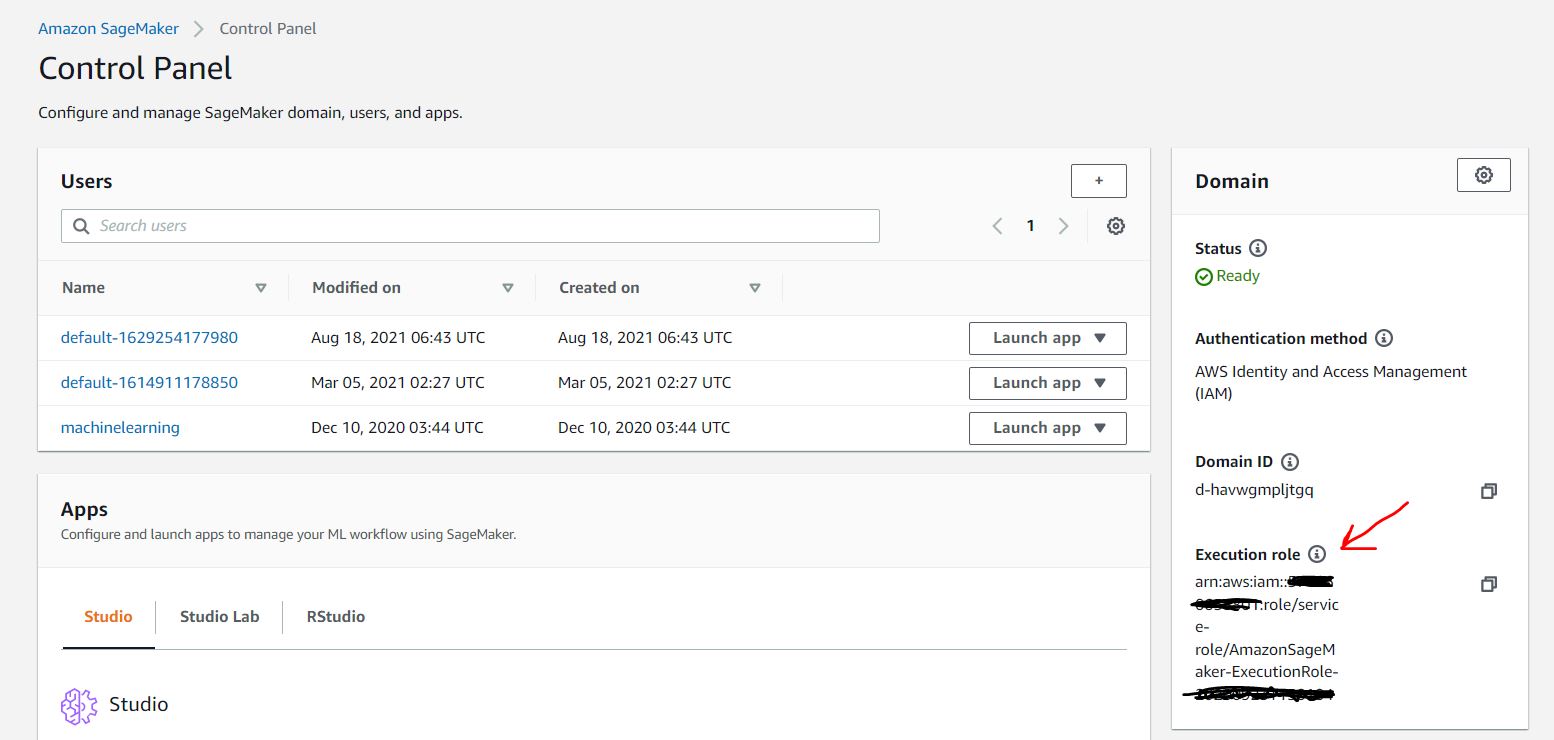 Amazon SageMaker > Control Panel
Control Panel
Configure and manage SageMaker domain, users, and apps.
Users
+
Search users
1
Name Modified on Created on
default-1629254177980 Aug 18, 2021 06:43 UTC Aug 18, 2021 06:43 UTC Launch app
default-1614911178850 Mar 05, 2021 02:27 UTC Mar 05, 2021 02:27 UTC Launch app
machinelearning Dec 10, 2020 03:44 UTC Dec 10, 2020 03:44 UTC Launch app
Apps
Configure and launch apps to manage your ML workflow using SageMaker.
Studio Studio Lab RStudio
Studio
Domain
Status
Ready
Authentication method
AWS Identity and Access Management
(IAM)
Domain ID
d-havwgmpljtgq
Execution role
arn:aws:iam::
:role/servic
e-
role/AmazonSageM
aker-ExecutionRole-